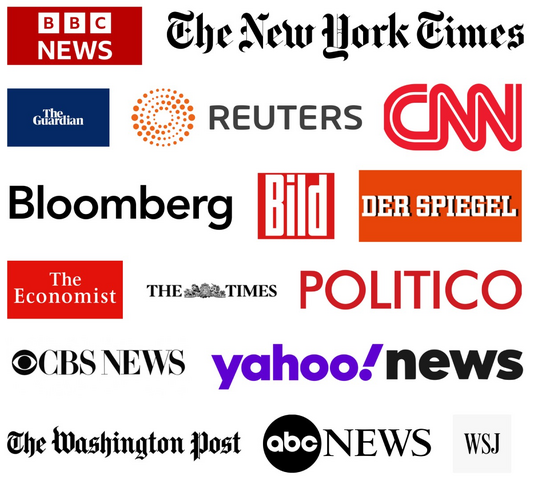 BBC
NEWS
The New York Times
The
Guardian
REUTERS
CNN
Bloomberg
Bild
DER SPIEGEL
The
Economist
THE TIMES
POLITICO
CBS NEWS
yahoo! news
The Washington Post
abc NEWS
WSJ